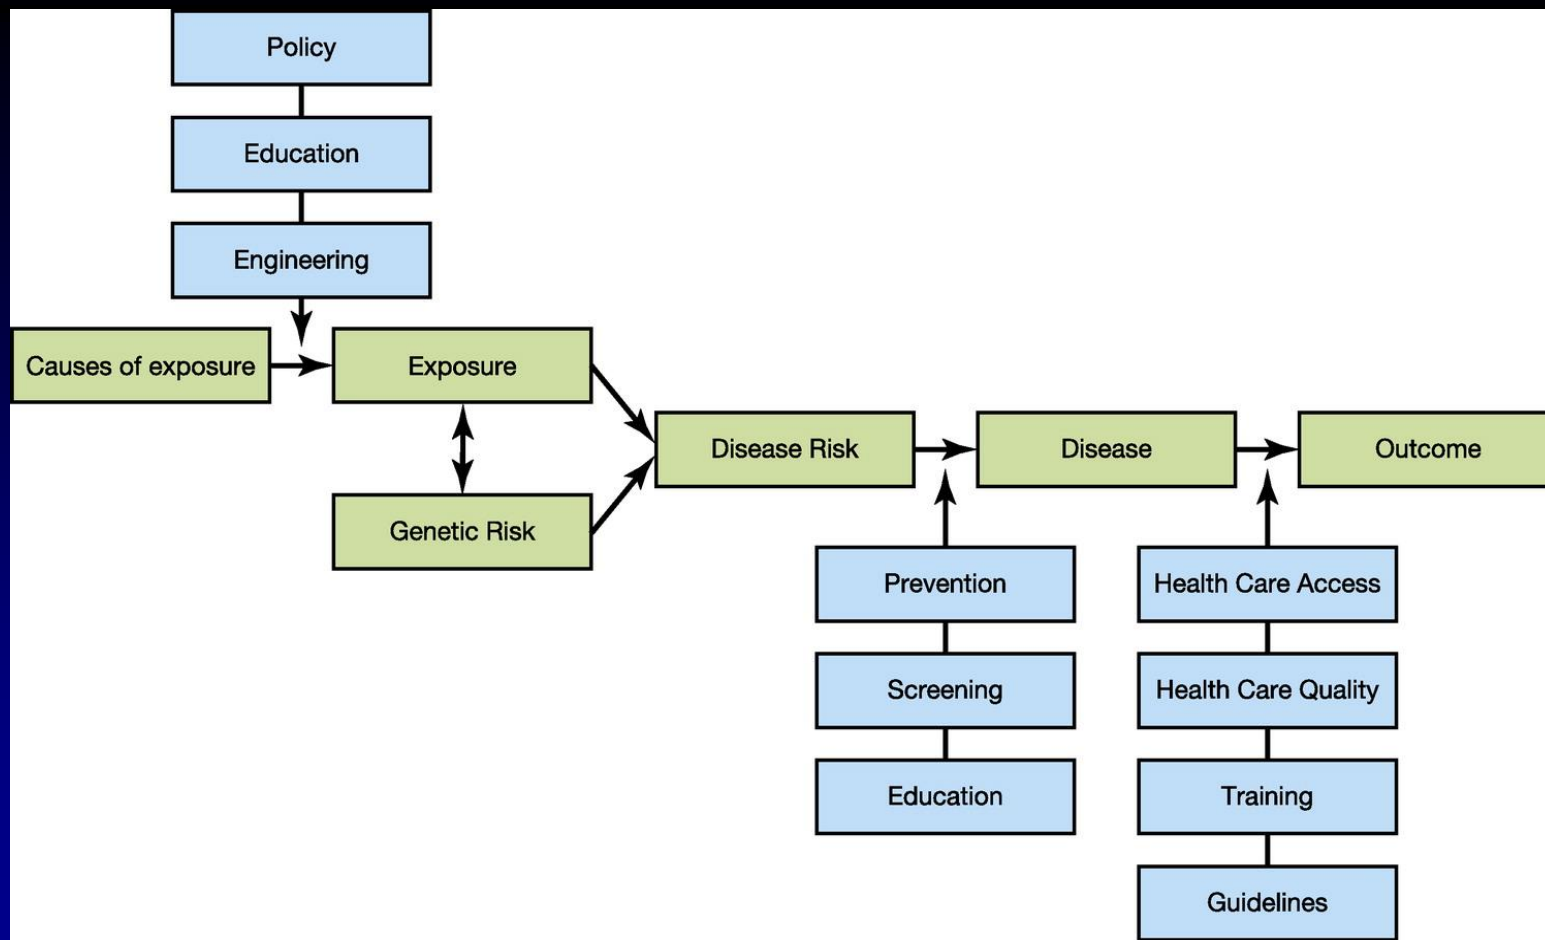 Policy
Education
Engineering
Causes of exposure
Exposure
Genetic Risk
Disease Risk
Disease
Outcome
Prevention
Screening
Education
Health Care Access
Health Care Quality
Training
Guidelines